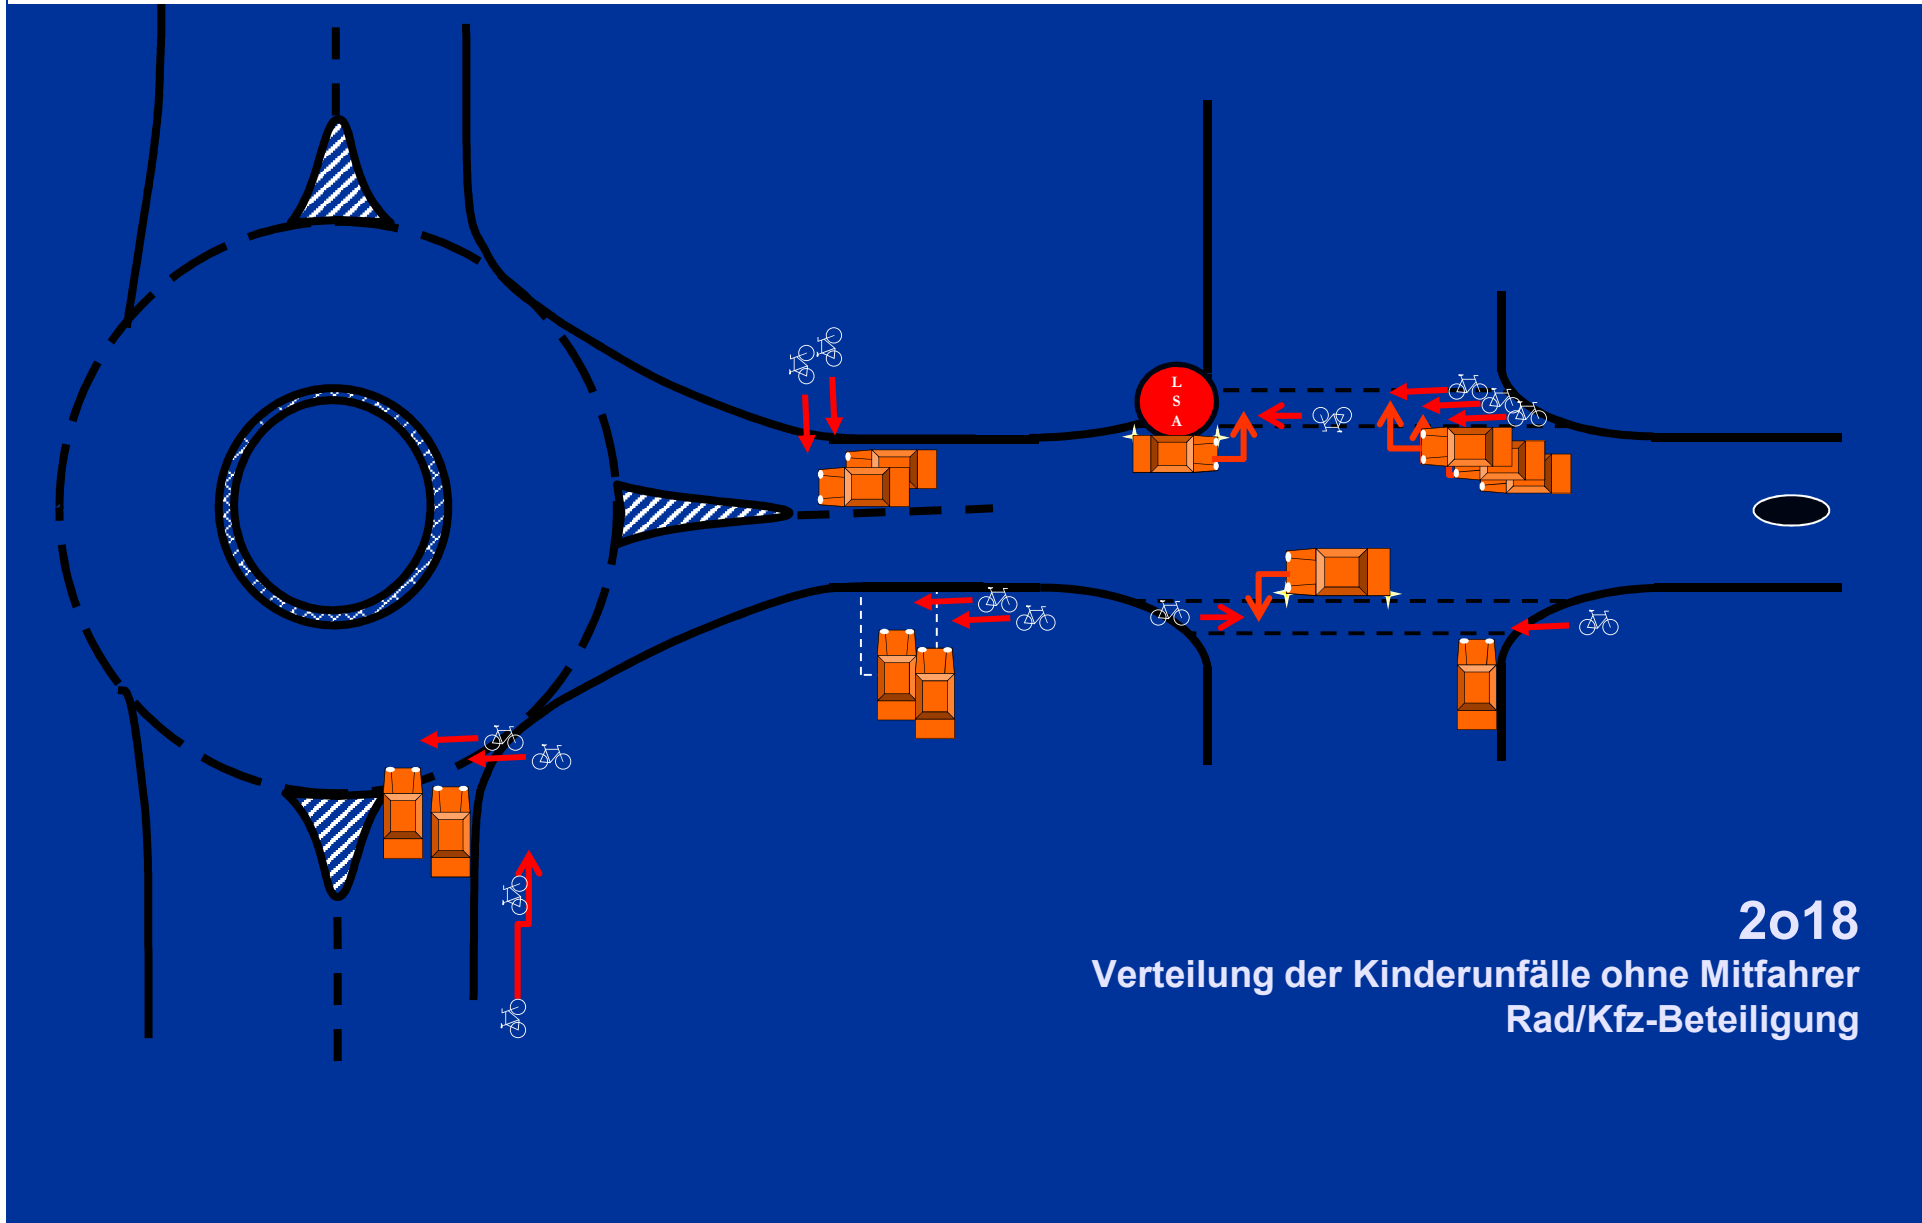 L
S
A
2o18
Verteilung der Kinderunfälle ohne Mitfahrer
Rad/Kfz-Beteiligung